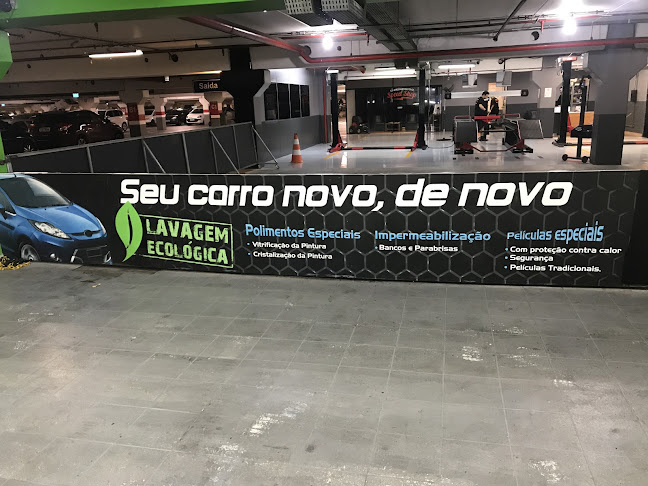 Saída
Seu carro novo, de novo
LAVAGEM
ECOLÓGICA
Polimentos Especiais
• Vitrificação da Pintura
• Cristalização da Pintura
Impermeabilização
• Bancos e Parabrisas
Películas especiais
• Com proteção contra calor
• Segurança
• Películas Tradicionais.